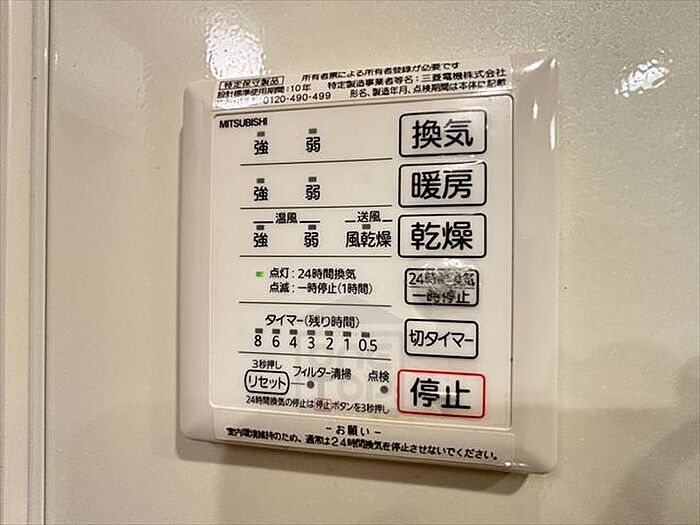 特定保守製品 所有者票による所有者登録が必要です
設計標準使用期間:10年 特定製造事業者等名:三菱電機株式会社
0120-490-499 形名、製造年月、点検期間は本体に記載
MITSUBISHI
強 弱 換気
強 弱 暖房
温風 送風
強 弱 風乾燥 乾燥
点灯:24時間換気 24時間換気
点滅:一時停止(1時間) 一時停止
タイマー(残り時間) 切タイマー
8 6 4 3 2 1 0.5
3秒押し
リセット フィルター清掃 点検 停止
24時間換気の停止は停止ボタンを3秒押し
-お願い-
室内環境維持のため、通常は24時間換気を停止させないでください。